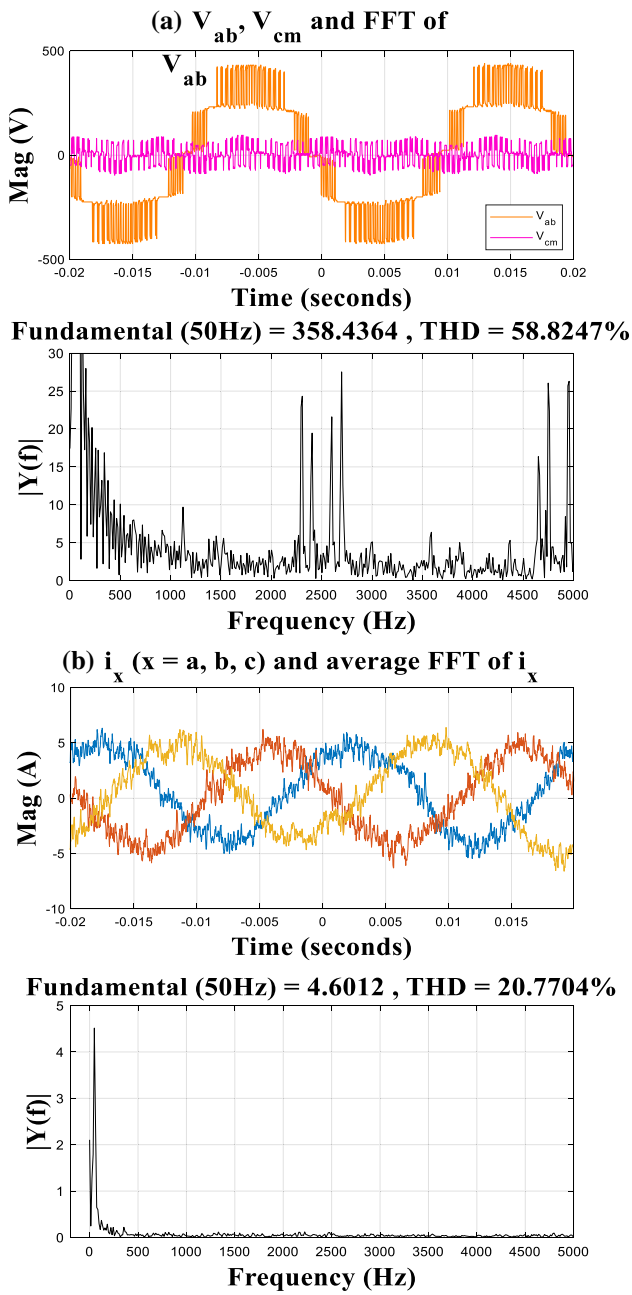 (a) V_ab, V_cm and FFT of
V_ab
500
0
-500
Mag (V)
V_ab
V_cm
-0.02 -0.015 -0.01 -0.005 0 0.005 0.01 0.015 0.02
Time (seconds)
Fundamental (50Hz) = 358.4364 , THD = 58.8247%
30
25
20
15
10
5
0
|Y(f)|
0 500 1000 1500 2000 2500 3000 3500 4000 4500 5000
Frequency (Hz)
(b) i_x (x = a, b, c) and average FFT of i_x
10
5
0
-5
-10
Mag (A)
-0.02 -0.015 -0.01 -0.005 0 0.005 0.01 0.015
Time (seconds)
Fundamental (50Hz) = 4.6012 , THD = 20.7704%
5
4
3
2
1
0
|Y(f)|
0 500 1000 1500 2000 2500 3000 3500 4000 4500 5000
Frequency (Hz)